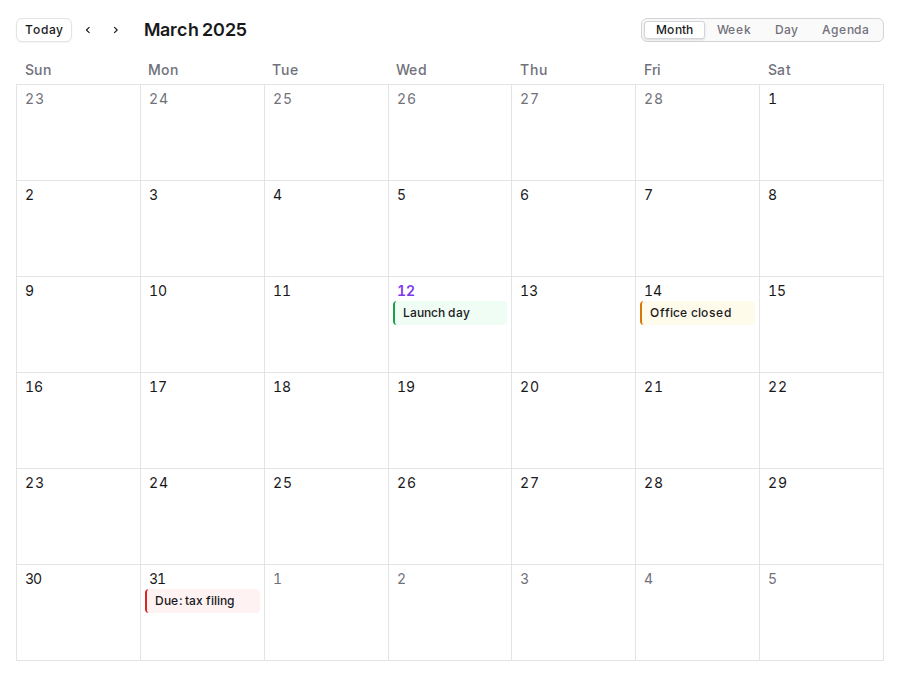 Today ‹ › March 2025 Month Week Day Agenda
Sun Mon Tue Wed Thu Fri Sat
23 24 25 26 27 28 1
2 3 4 5 6 7 8
9 10 11 12 13 14 15
Launch day Office closed
16 17 18 19 20 21 22
23 24 25 26 27 28 29
30 31 1 2 3 4 5
Due: tax filing